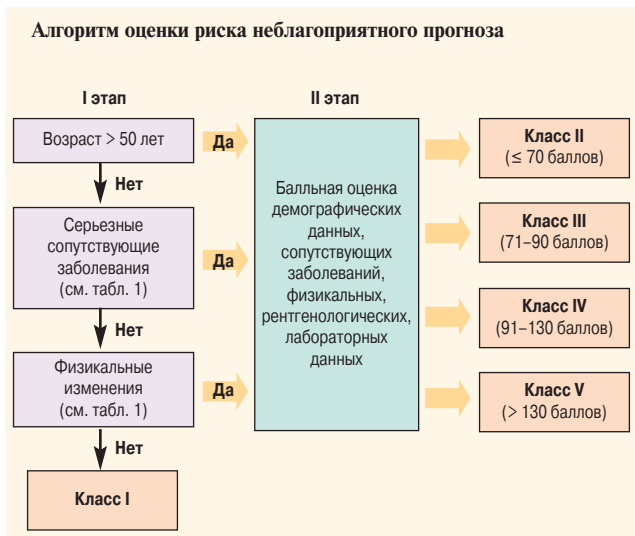 Алгоритм оценки риска неблагоприятного прогноза
I этап
II этап
Возраст > 50 лет
Да
Нет
Серьезные
сопутствующие
заболевания
(см. табл. 1)
Да
Нет
Физикальные
изменения
(см. табл. 1)
Да
Нет
Класс I
Балльная оценка
демографических
данных,
сопутствующих
заболеваний,
физикальных,
рентгенологических,
лабораторных
данных
Класс II
(≤ 70 баллов)
Класс III
(71–90 баллов)
Класс IV
(91–130 баллов)
Класс V
(> 130 баллов)